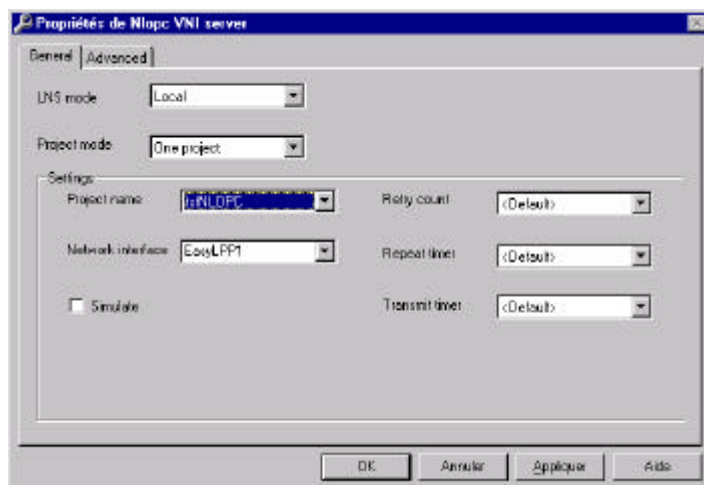 Propriétés de Nlopc VNI server
General Advanced
LNS mode Local
Project mode One project
Settings
Project name Retry count <Default>
Network interface EasyLPP1 Repeat timer <Default>
Simulate Transmit timer <Default>
OK Annuler Appliquer Aide